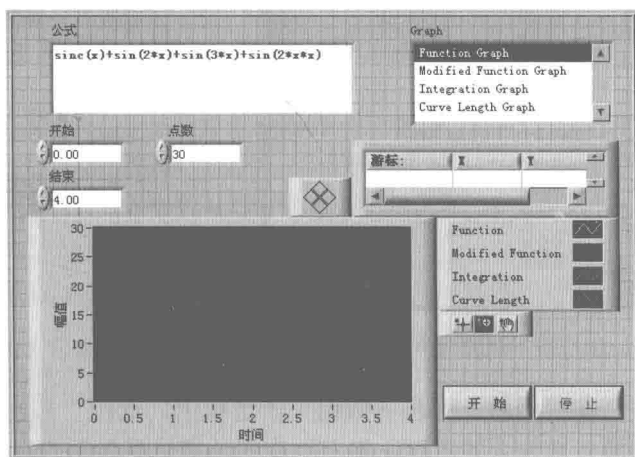 公式
sinc(x)+sin(2*x)+sin(3*x)+sin(2*x*x)
Graph
Function Graph
Modified Function Graph
Integration Graph
Curve Length Graph
开始
0.00
点数
30
结束
4.00
游标: X Y
Function
Modified Function
Integration
Curve Length
幅值
30
25
20
15
10
5
0
0 0.5 1 1.5 2 2.5 3 3.5 4
时间
开 始
停 止